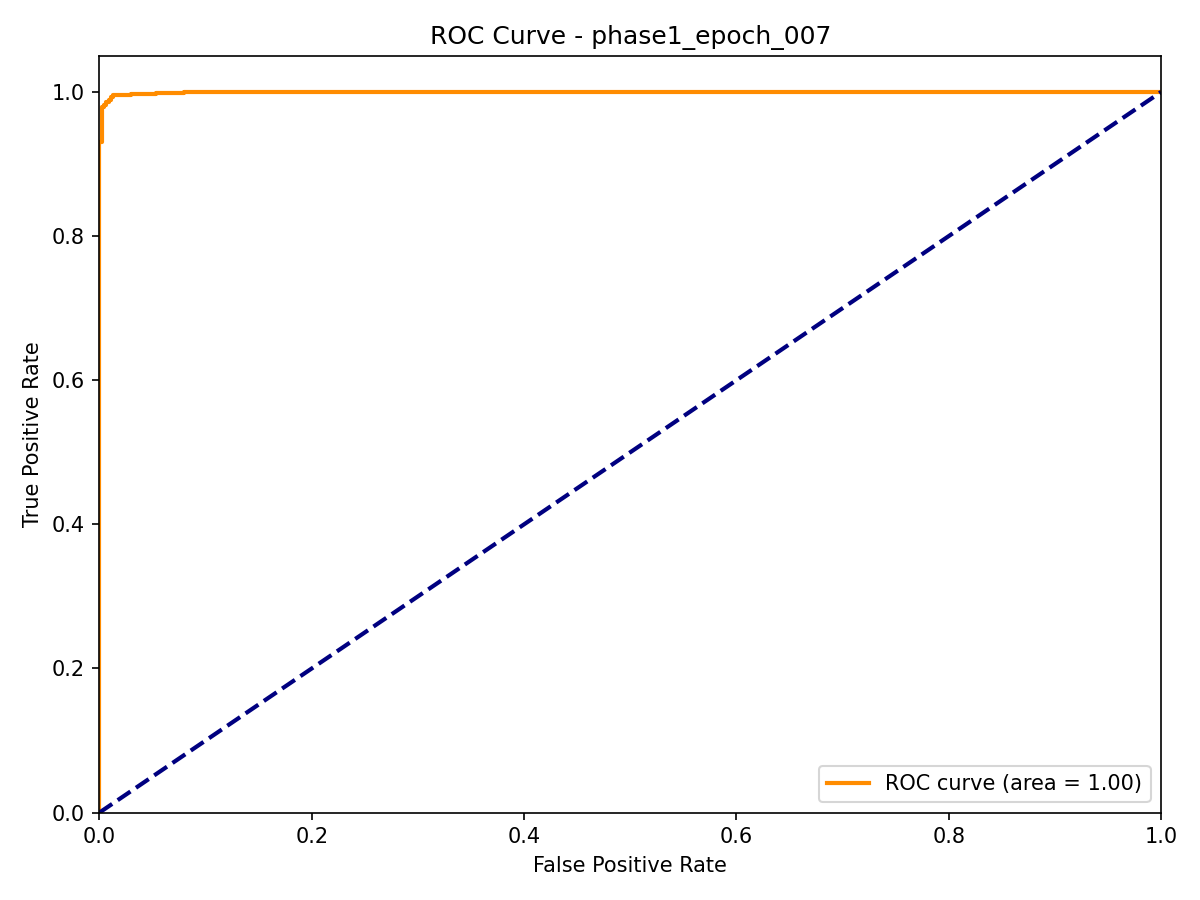 ROC Curve - phase1_epoch_007
True Positive Rate
1.0
0.8
0.6
0.4
0.2
0.0
0.0 0.2 0.4 0.6 0.8 1.0
False Positive Rate
ROC curve (area = 1.00)